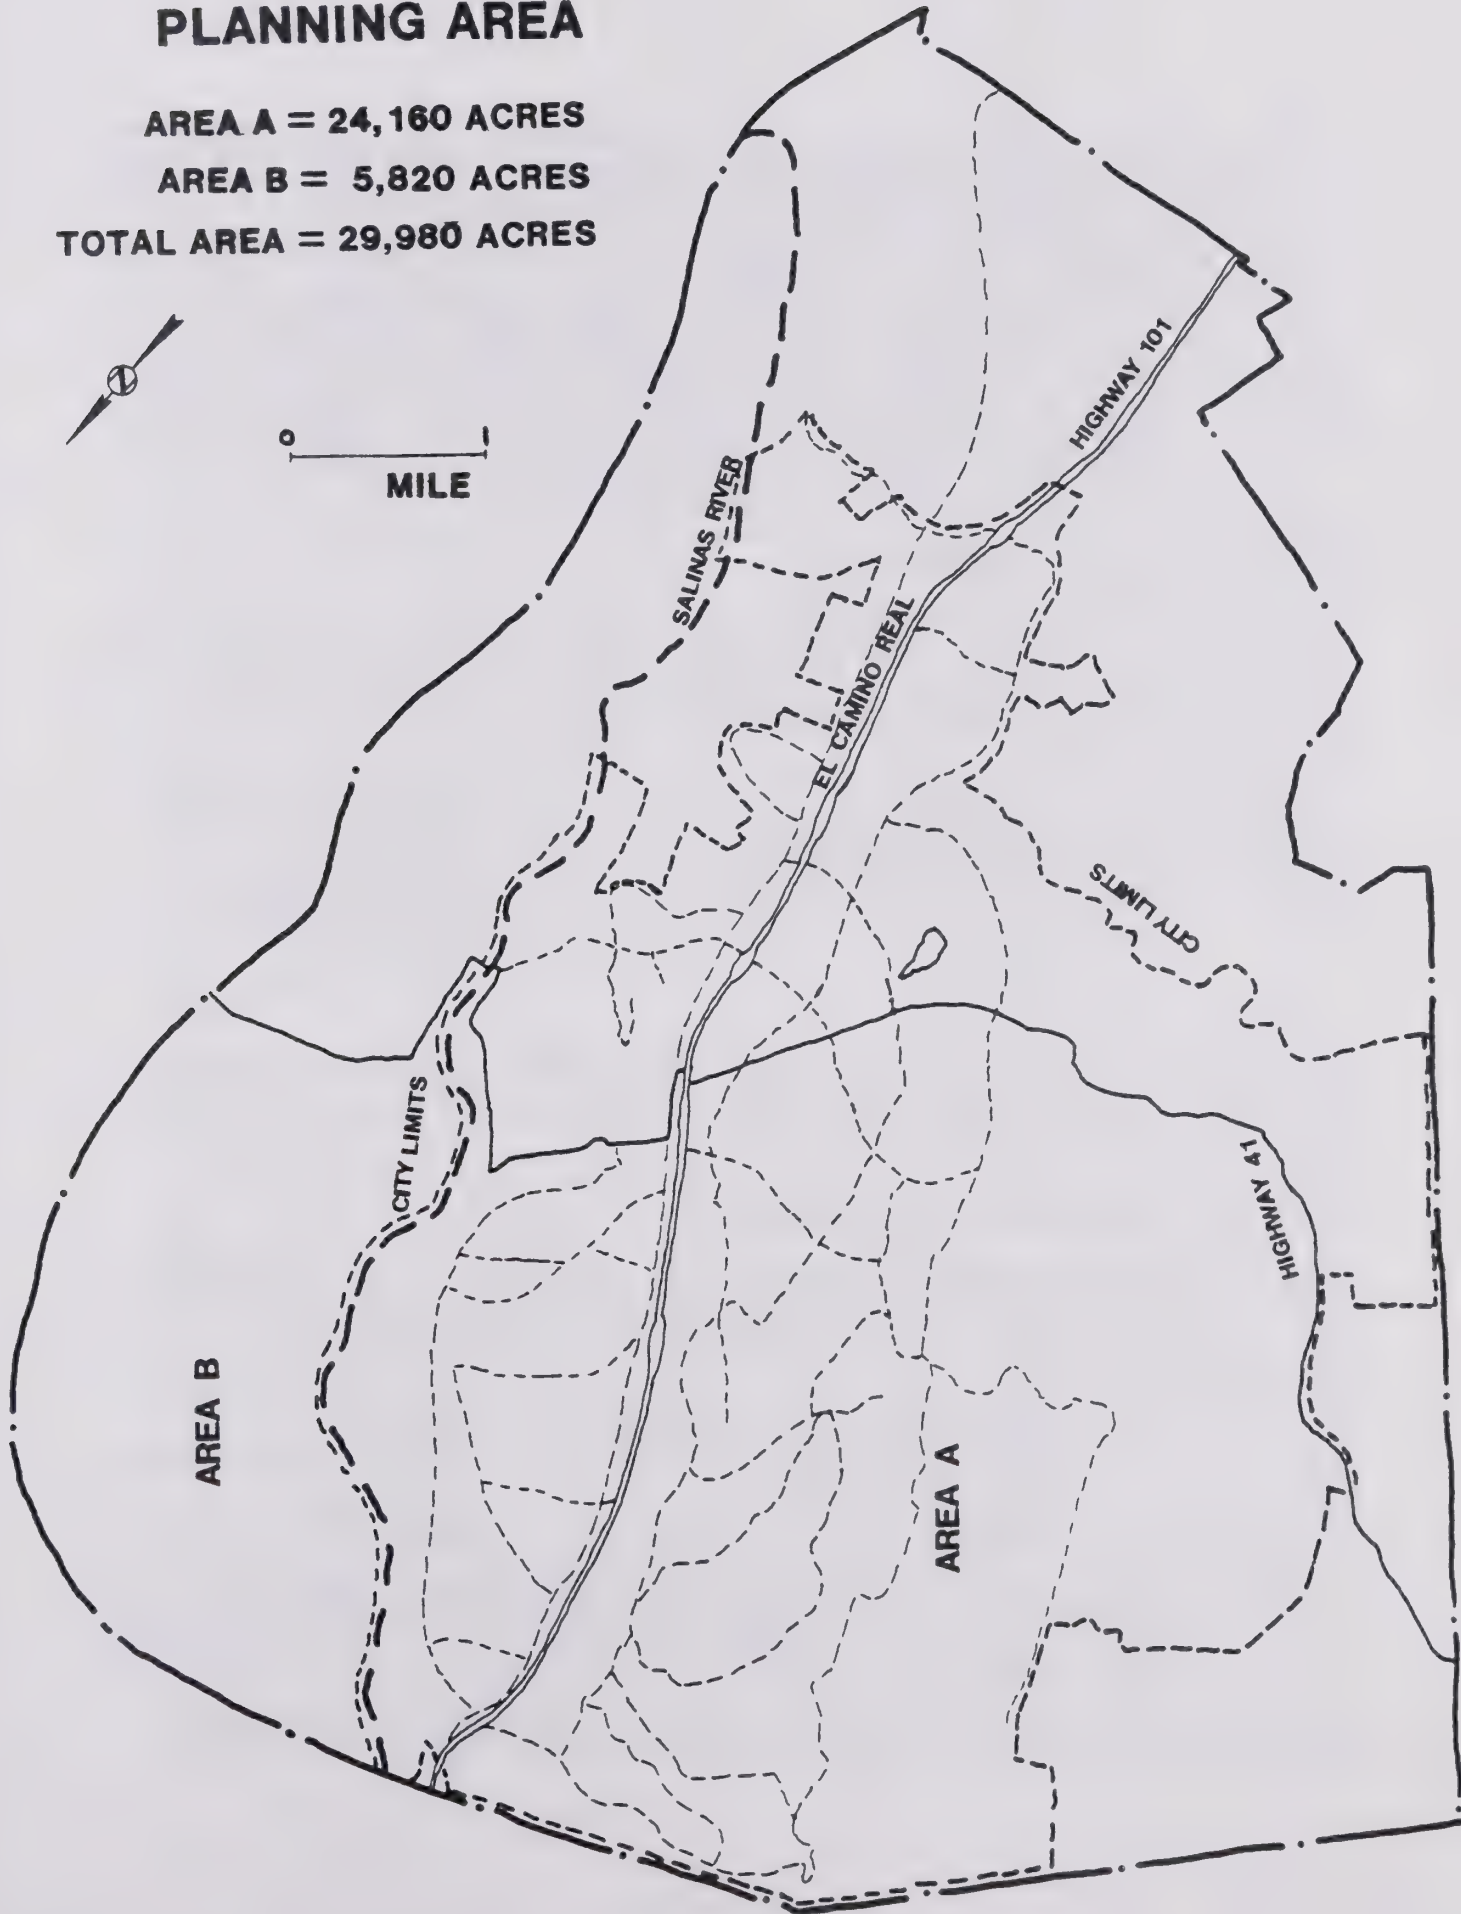 PLANNING AREA
AREA A = 24,160 ACRES
AREA B = 5,820 ACRES
TOTAL AREA = 29,980 ACRES
N
0 1
MILE
HIGHWAY 101
SALINAS RIVER
EL CAMINO REAL
CITY LIMITS
CITY LIMITS
HIGHWAY 41
AREA B
AREA A